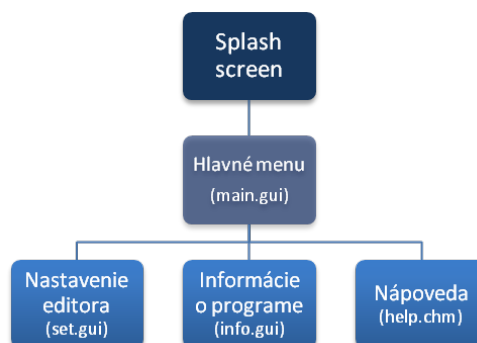 Splash
screen
Hlavné menu
(main.gui)
Nastavenie
editora
(set.gui)
Informácie
o programe
(info.gui)
Nápoveda
(help.chm)